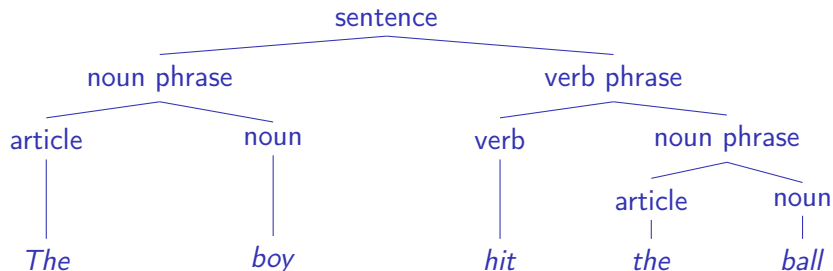 sentence
noun phrase verb phrase
article noun verb noun phrase
article noun
The boy hit the ball